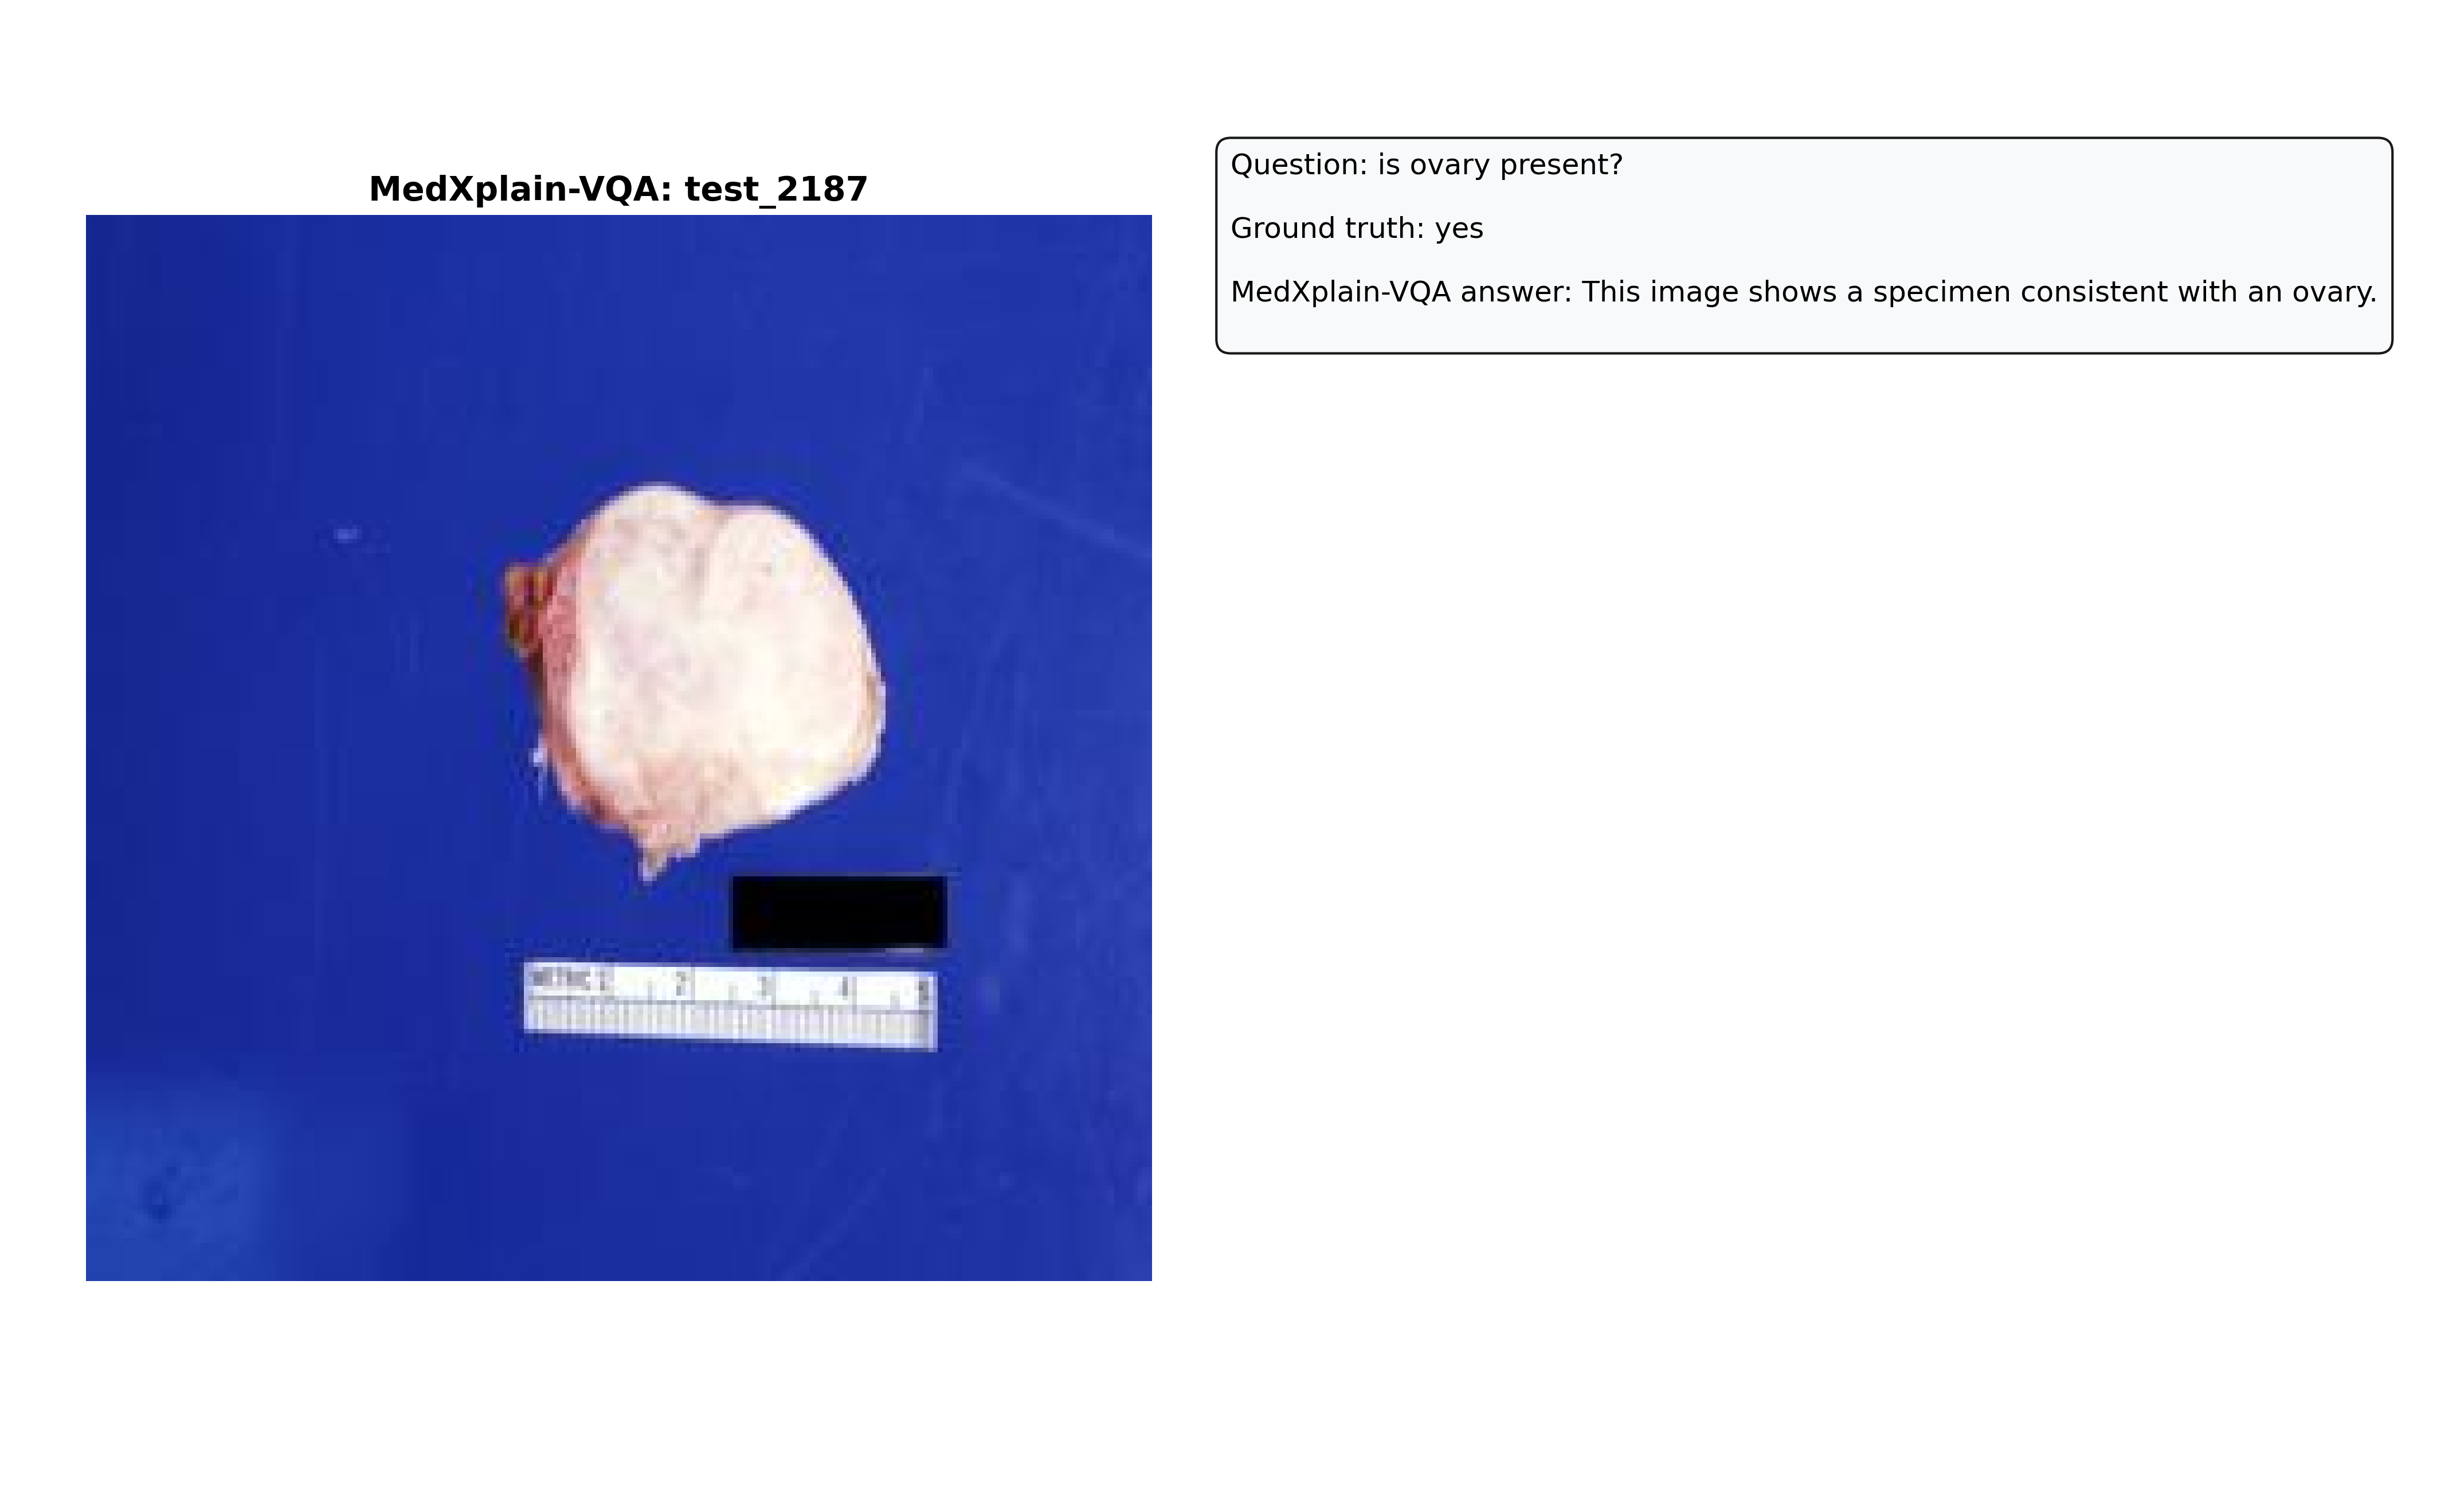 MedXplain-VQA: test_2187
Question: is ovary present?
Ground truth: yes
MedXplain-VQA answer: This image shows a specimen consistent with an ovary.
METRIC 1 2 3 4 5